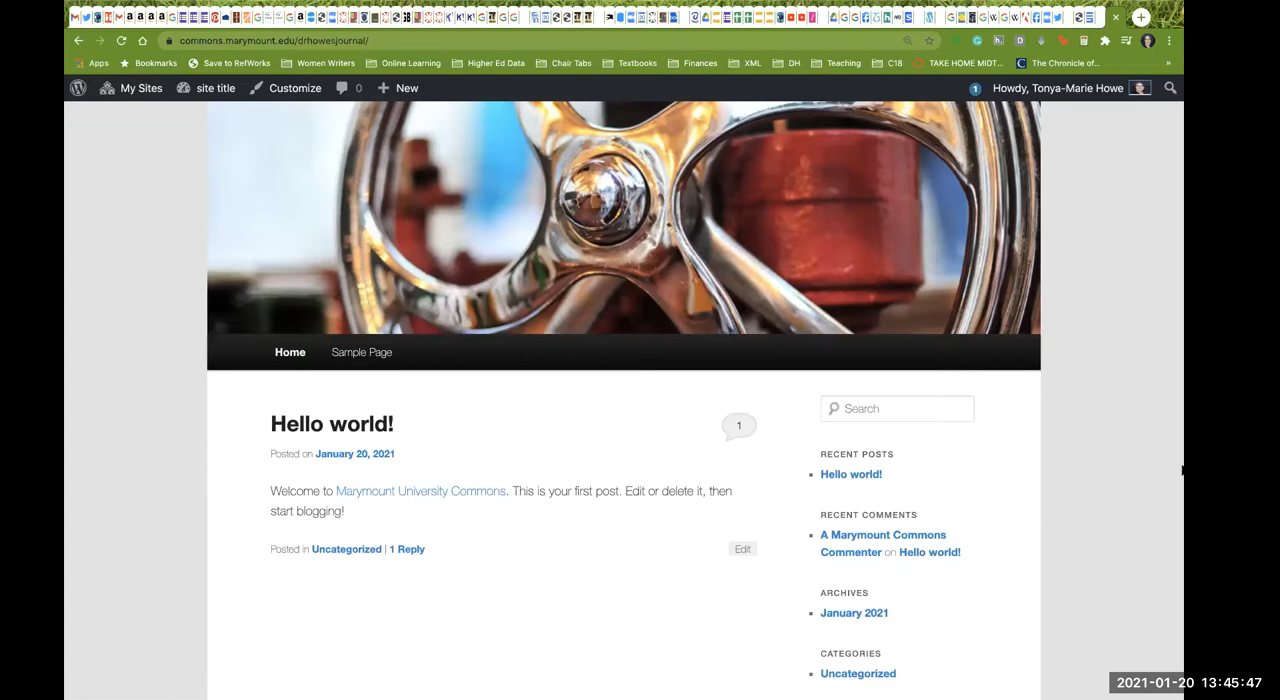 commons.marymount.edu/drhowesjournal/
Apps Bookmarks Save to RefWorks Women Writers Online Learning Higher Ed Data Chair Tabs Textbooks Finances XML DH Teaching C18 TAKE HOME MIDT... The Chronicle of... »
My Sites site title Customize 0 New 1 Howdy, Tonya-Marie Howe
Home Sample Page
Hello world!
1
Posted on January 20, 2021
Welcome to Marymount University Commons. This is your first post. Edit or delete it, then
start blogging!
Posted in Uncategorized | 1 Reply
Edit
Search
RECENT POSTS
Hello world!
RECENT COMMENTS
A Marymount Commons
Commenter on Hello world!
ARCHIVES
January 2021
CATEGORIES
Uncategorized
2021-01-20 13:45:47